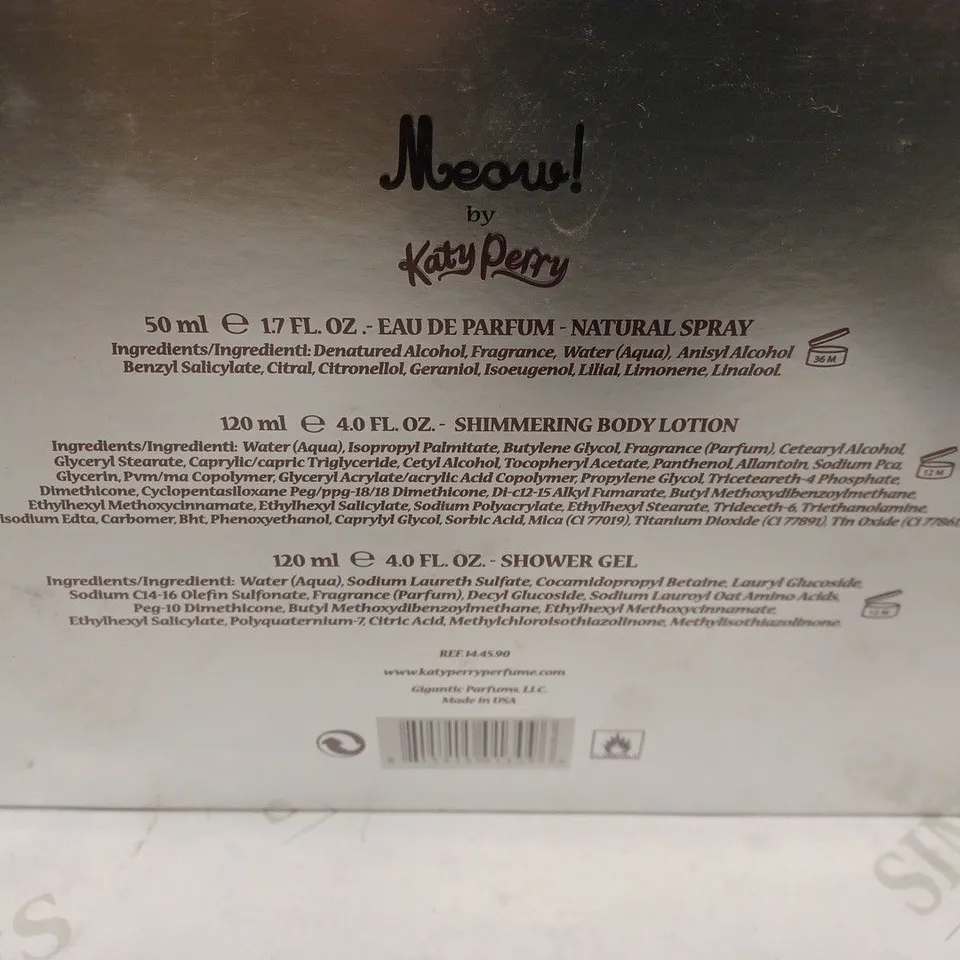 Meow!
by
Katy Perry
50 ml ℮ 1.7 FL. OZ .- EAU DE PARFUM - NATURAL SPRAY
Ingredients/Ingredienti: Denatured Alcohol, Fragrance, Water (Aqua), Anisyl Alcohol
Benzyl Salicylate, Citral, Citronellol, Geraniol, Isoeugenol, Lilial, Limonene, Linalool.
36 M
120 ml ℮ 4.0 FL. OZ. - SHIMMERING BODY LOTION
Ingredients/Ingredienti: Water (Aqua), Isopropyl Palmitate, Butylene Glycol, Fragrance (Parfum), Cetearyl Alcohol,
Glyceryl Stearate, Caprylic/capric Triglyceride, Cetyl Alcohol, Tocopheryl Acetate, Panthenol, Allantoin, Sodium Pca,
Glycerin, Pvm/ma Copolymer, Glyceryl Acrylate/acrylic Acid Copolymer, Propylene Glycol, Triceteareth-4 Phosphate,
12 M
Dimethicone, Cyclopentasiloxane Peg/ppg-18/18 Dimethicone, Di-c12-15 Alkyl Fumarate, Butyl Methoxydibenzoylmethane,
Ethylhexyl Methoxycinnamate, Ethylhexyl Salicylate, Sodium Polyacrylate, Ethylhexyl Stearate, Trideceth-6, Triethanolamine,
isodium Edta, Carbomer, Bht, Phenoxyethanol, Caprylyl Glycol, Sorbic Acid, Mica (CI 77019), Titanium Dioxide (CI 77891), Tin Oxide (CI 77861)
120 ml ℮ 4.0 FL. OZ. - SHOWER GEL
Ingredients/Ingredienti: Water (Aqua), Sodium Laureth Sulfate, Cocamidopropyl Betaine, Lauryl Glucoside,
Sodium C14-16 Olefin Sulfonate, Fragrance (Parfum), Decyl Glucoside, Sodium Lauroyl Oat Amino Acids,
Peg-10 Dimethicone, Butyl Methoxydibenzoylmethane, Ethylhexyl Methoxycinnamate,
12 M
Ethylhexyl Salicylate, Polyquaternium-7, Citric Acid, Methylchloroisothiazolinone, Methylisothiazolinone.
REF. 14.45.90
www.katyperryperfume.com
Gigantic Parfums, LLC.
Made in USA